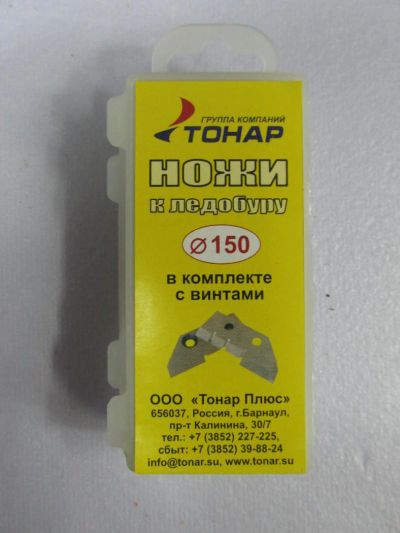 ГРУППА КОМПАНИЙ
ТОНАР
НОЖИ
к ледобуру
⌀ 150
в комплекте
с винтами
ООО «Тонар Плюс»
656037, Россия, г.Барнаул,
пр-т Калинина, 30/7
тел.: +7 (3852) 227-225,
сбыт: +7 (3852) 39-88-24
info@tonar.su, www.tonar.su